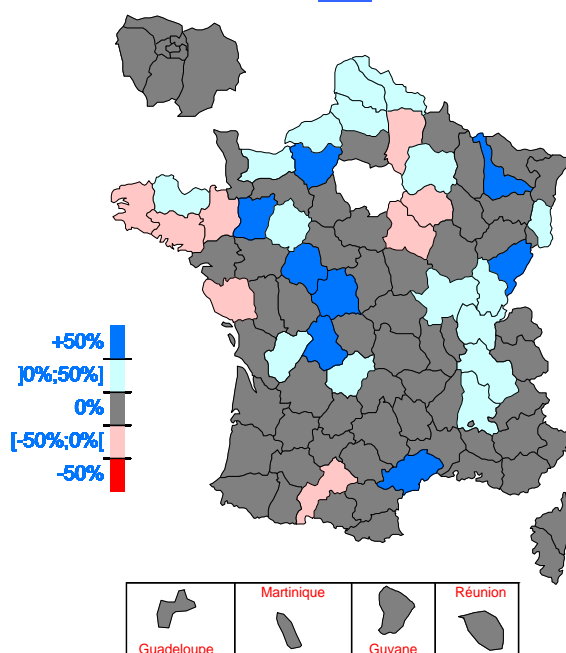 +50%
]0%;50%]
0%
[-50%;0%[
-50%
Martinique
Réunion
Guadeloupe
Guyane